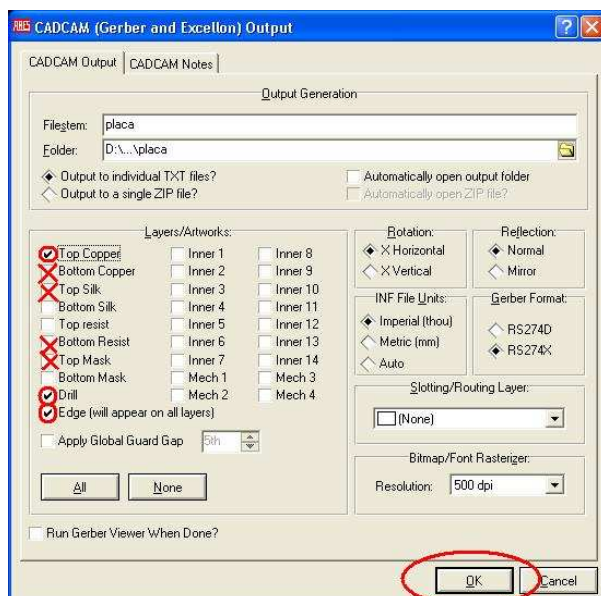 ARES CADCAM (Gerber and Excellon) Output
CADCAM Output CADCAM Notes
Output Generation
Filestem: placa
Folder: D:\...\placa
Output to individual TXT files? Automatically open output folder
Output to a single ZIP file? Automatically open ZIP file?
Layers/Artworks:
Top Copper Inner 1 Inner 8
Bottom Copper Inner 2 Inner 9
Top Silk Inner 3 Inner 10
Bottom Silk Inner 4 Inner 11
Top resist Inner 5 Inner 12
Bottom Resist Inner 6 Inner 13
Top Mask Inner 7 Inner 14
Bottom Mask Mech 1 Mech 3
Drill Mech 2 Mech 4
Edge (will appear on all layers)
Apply Global Guard Gap 5th
All None
Rotation: Reflection:
X Horizontal Normal
X Vertical Mirror
INF File Units: Gerber Format:
Imperial (thou) RS274D
Metric (mm) RS274X
Auto
Slotting/Routing Layer:
(None)
Bitmap/Font Rasterizer:
Resolution: 500 dpi
Run Gerber Viewer When Done?
OK Cancel